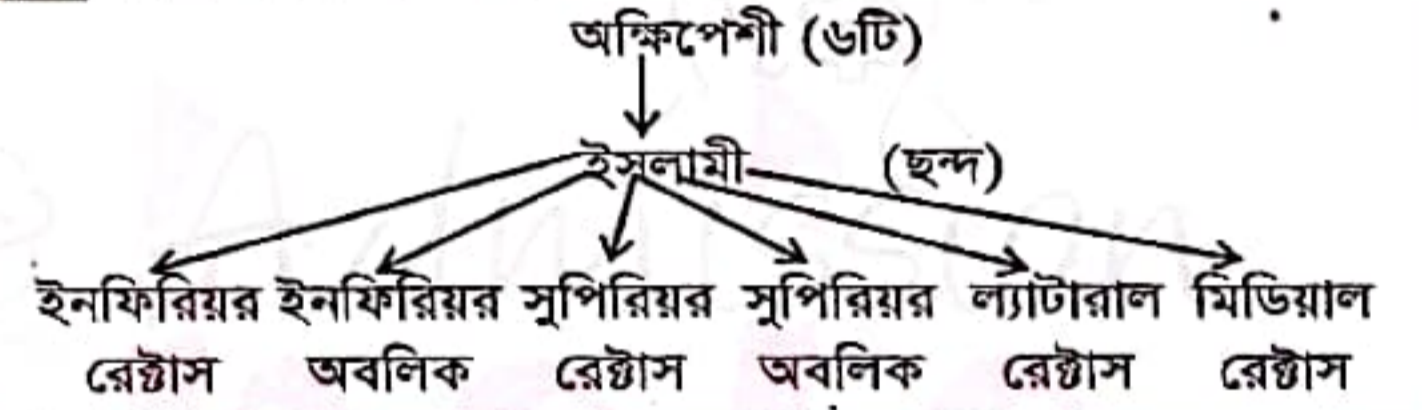 অক্ষিপেশী (৬টি)
ইসলামী (ছন্দ)
ইনফিরিয়র ইনফিরিয়র সুপিরিয়র সুপিরিয়র ল্যাটারাল মিডিয়াল
রেক্টাস অবলিক রেক্টাস অবলিক রেক্টাস রেক্টাস